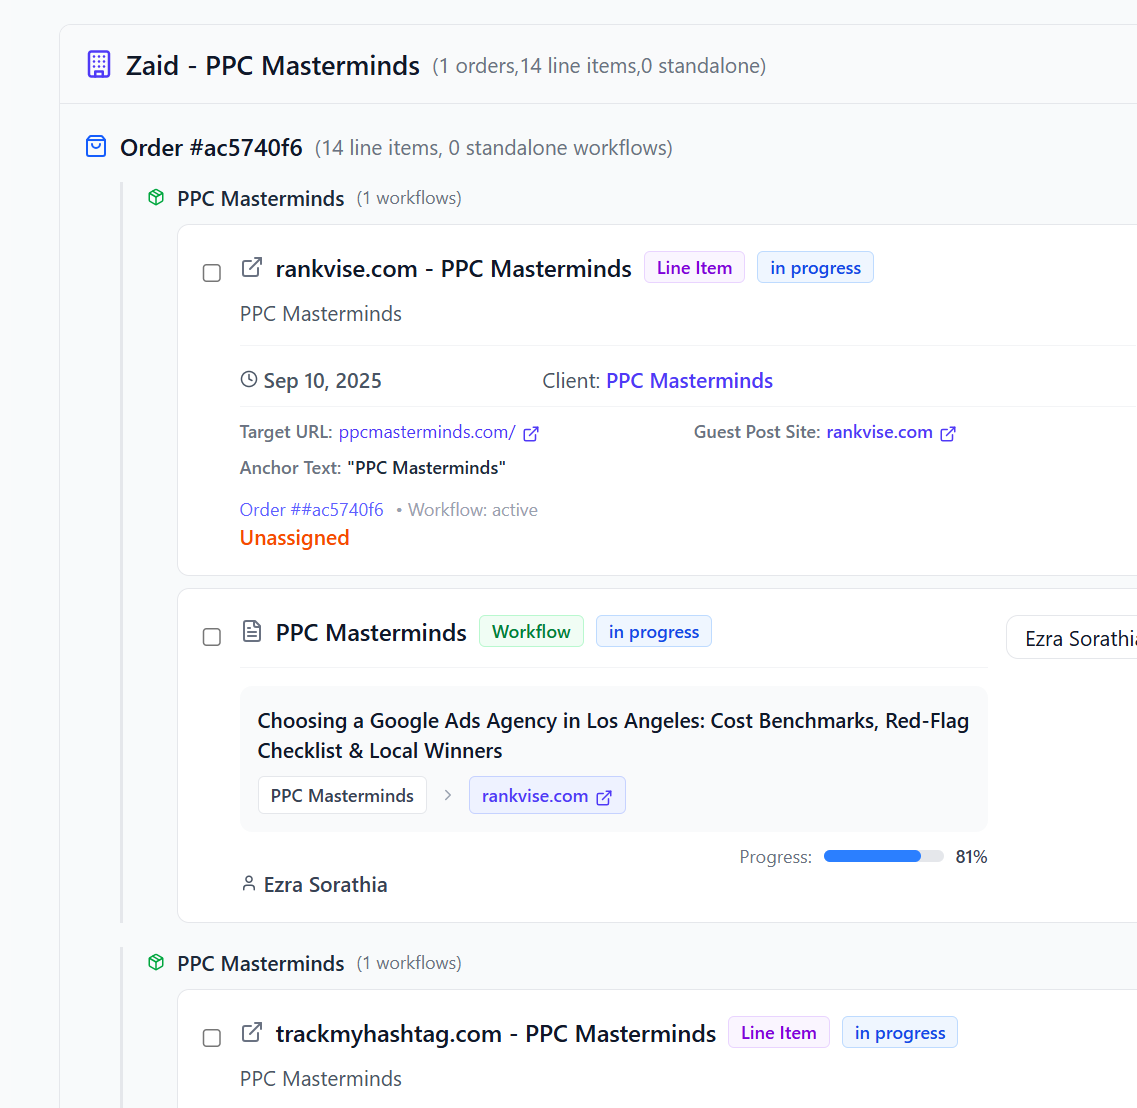 Zaid - PPC Masterminds (1 orders,14 line items,0 standalone)
Order #ac5740f6 (14 line items, 0 standalone workflows)
PPC Masterminds (1 workflows)
rankvise.com - PPC Masterminds Line Item in progress
PPC Masterminds
Sep 10, 2025 Client: PPC Masterminds
Target URL: ppcmasterminds.com/ Guest Post Site: rankvise.com
Anchor Text: "PPC Masterminds"
Order ##ac5740f6 • Workflow: active
Unassigned
PPC Masterminds Workflow in progress Ezra Sorathia
Choosing a Google Ads Agency in Los Angeles: Cost Benchmarks, Red-Flag
Checklist & Local Winners
PPC Masterminds > rankvise.com
Progress: 81%
Ezra Sorathia
PPC Masterminds (1 workflows)
trackmyhashtag.com - PPC Masterminds Line Item in progress
PPC Masterminds